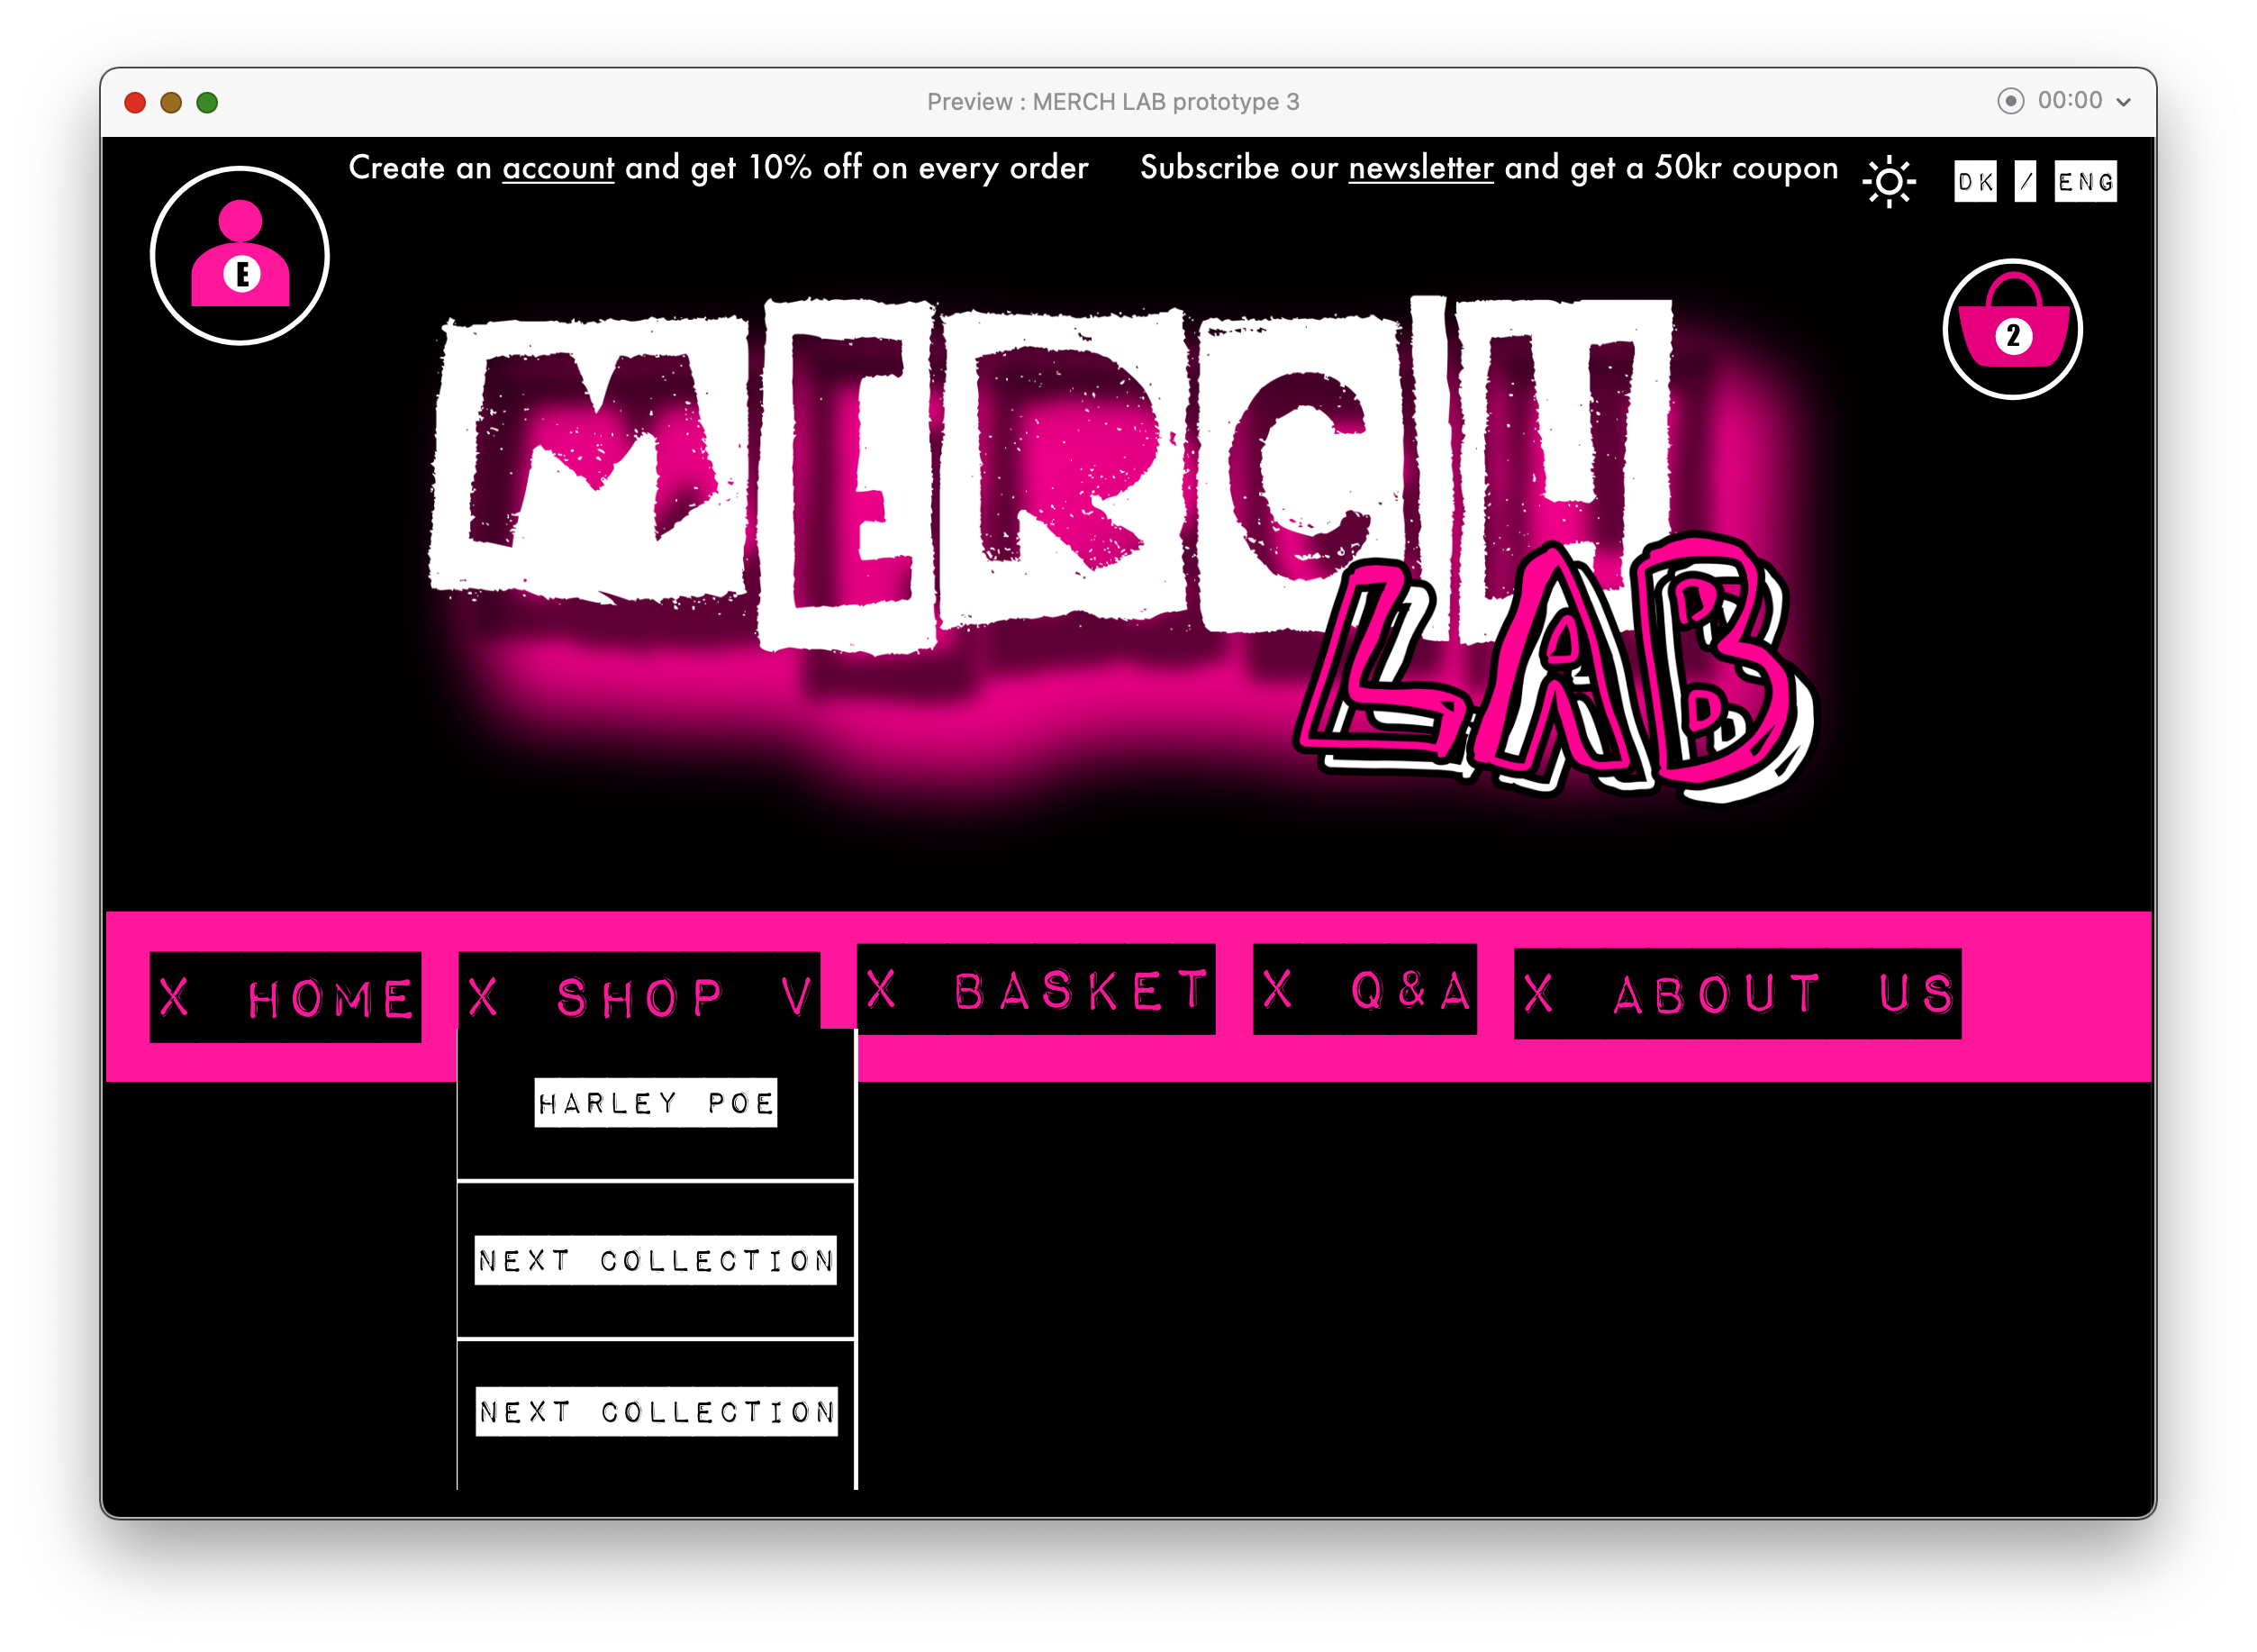 Preview : MERCH LAB prototype 3
00:00
Create an account and get 10% off on every order
Subscribe our newsletter and get a 50kr coupon
DK / ENG
E
2
MERCH
LAB
X HOME
X SHOP V
X BASKET
X Q&A
X ABOUT US
HARLEY POE
NEXT COLLECTION
NEXT COLLECTION